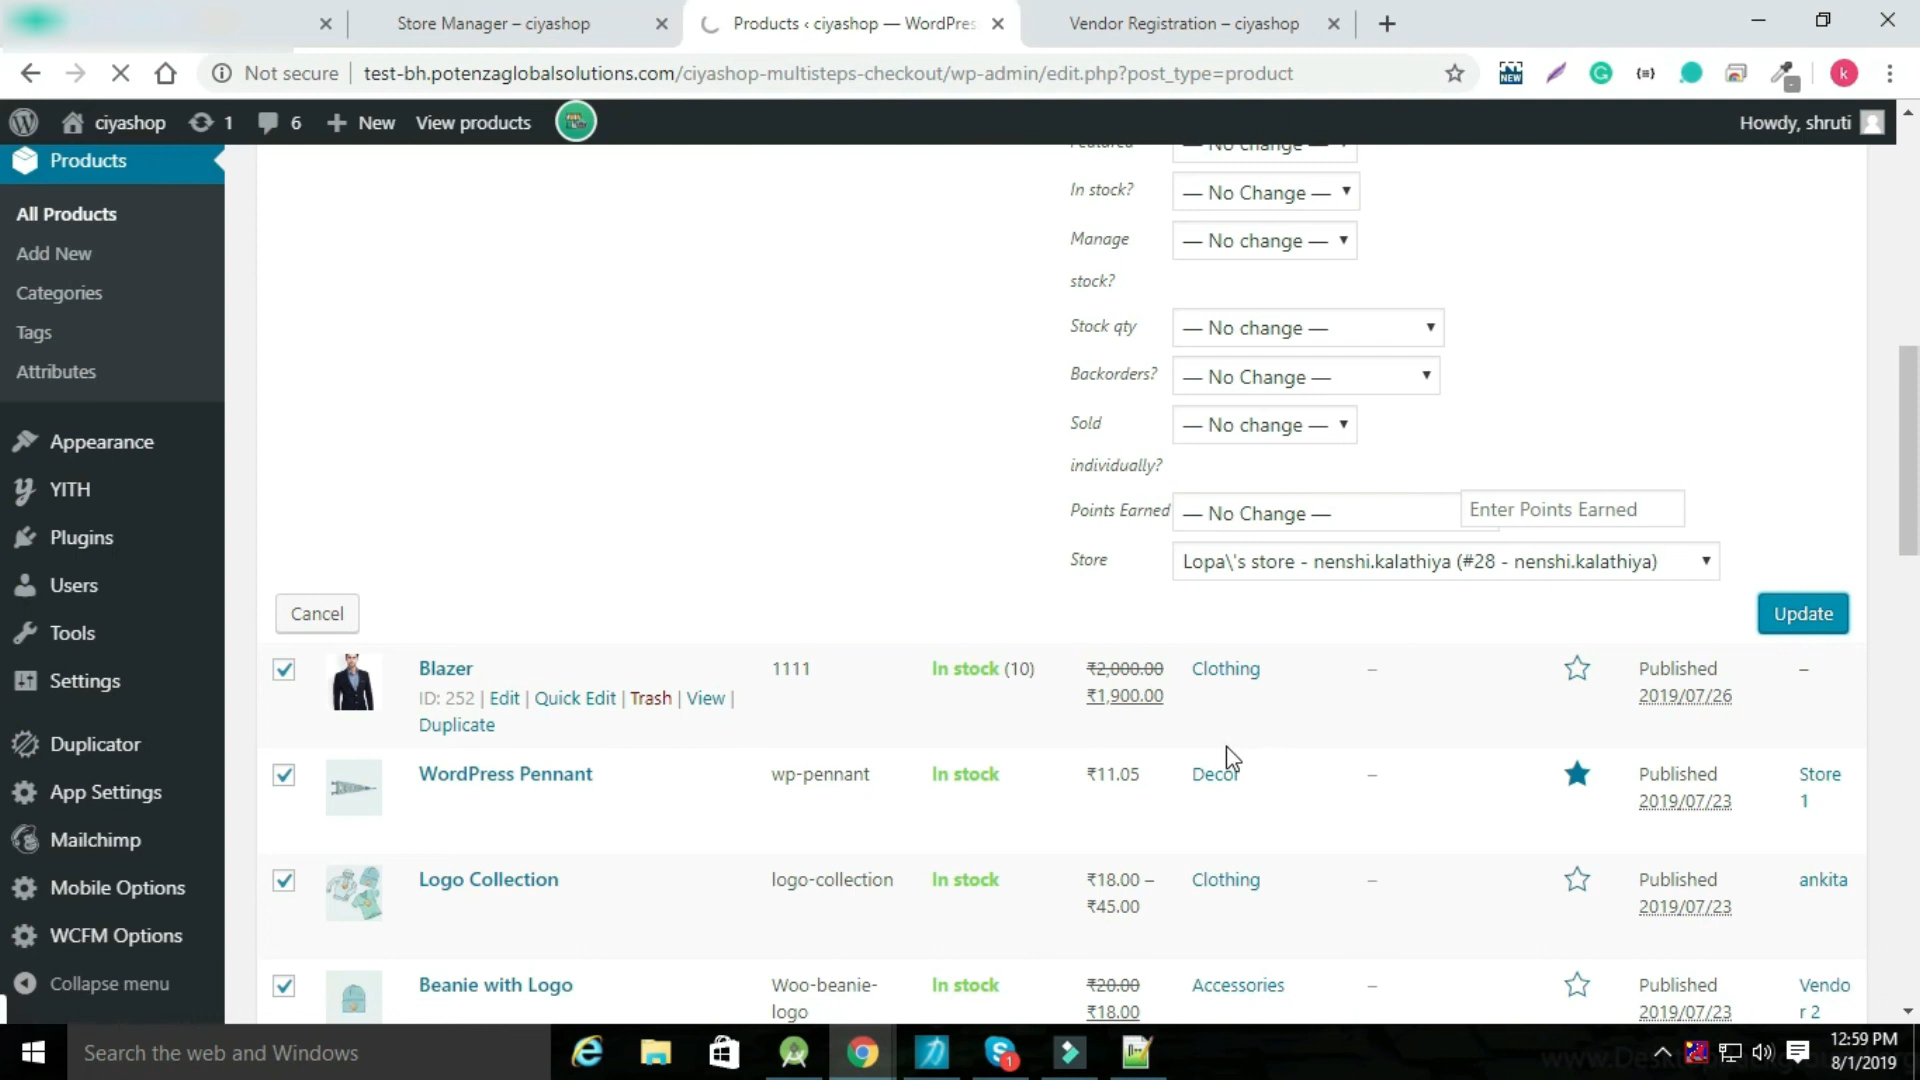 Store Manager – ciyashop
Products ‹ ciyashop — WordPres
Vendor Registration – ciyashop
Not secure
test-bh.potenzaglobalsolutions.com/ciyashop-multisteps-checkout/wp-admin/edit.php?post_type=product
NEW
k
ciyashop
1
6
New
View products
Howdy, shruti
Products
All Products
Add New
Categories
Tags
Attributes
Appearance
YITH
Plugins
Users
Tools
Settings
Duplicator
App Settings
Mailchimp
Mobile Options
WCFM Options
Collapse menu
Featured
— No change —
In stock?
— No Change —
Manage
stock?
— No change —
Stock qty
— No change —
Backorders?
— No Change —
Sold
individually?
— No change —
Points Earned
— No Change —
Enter Points Earned
Store
Lopa\'s store - nenshi.kalathiya (#28 - nenshi.kalathiya)
Cancel
Update
Blazer
ID: 252 | Edit | Quick Edit | Trash | View |
Duplicate
1111
In stock (10)
₹2,000.00
₹1,900.00
Clothing
–
Published
2019/07/26
–
WordPress Pennant
wp-pennant
In stock
₹11.05
Decor
–
Published
2019/07/23
Store
1
Logo Collection
logo-collection
In stock
₹18.00 –
₹45.00
Clothing
–
Published
2019/07/23
ankita
Beanie with Logo
Woo-beanie-
logo
In stock
₹20.00
₹18.00
Accessories
–
Published
2019/07/23
Vendo
r 2
Search the web and Windows
1
12:59 PM
8/1/2019